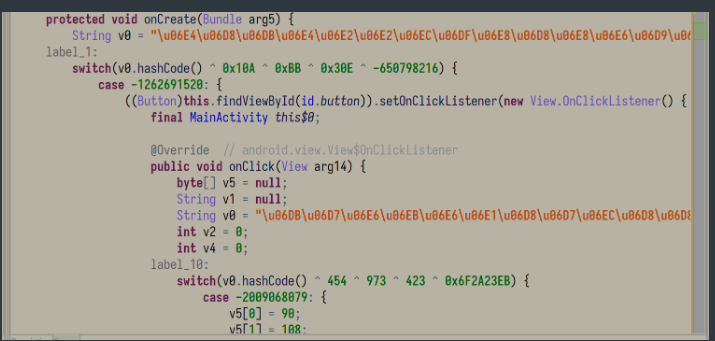 protected void onCreate(Bundle arg5) {
String v0 = "\u06E4\u06D8\u06DB\u06E4\u06E2\u06E2\u06EC\u06DF\u06E8\u06D8\u06E8\u06E6\u06D9\u06
label_1:
switch(v0.hashCode() ^ 0x10A ^ 0xBB ^ 0x30E ^ -650798216) {
case -1262691520: {
((Button)this.findViewById(id.button)).setOnClickListener(new View.OnClickListener() {
final MainActivity this$0;
@Override // android.view.View$OnClickListener
public void onClick(View arg14) {
byte[] v5 = null;
String v1 = null;
String v0 = "\u06DB\u06D7\u06E6\u06EB\u06E6\u06E1\u06D8\u06D7\u06EC\u06D8\u06D8
int v2 = 0;
int v4 = 0;
label_10:
switch(v0.hashCode() ^ 454 ^ 973 ^ 423 ^ 0x6F2A23EB) {
case -2009068079: {
v5[0] = 90;
v5[1] = 108;